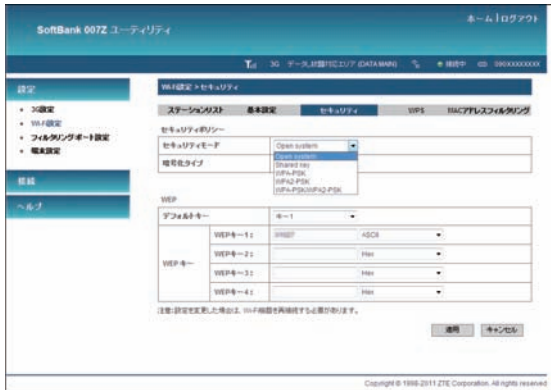 ホーム | ログアウト
SoftBank 007Z ユーティリティ
3G データ_封筒対応エリア (DATA MAIN) 接続中 090XXXXXXXX
設定
3G設定
Wi-Fi設定
フィルタリングポート設定
端末設定
接続
ヘルプ
Wi-Fi設定 > セキュリティ
ステーションリスト 基本設定 セキュリティ WPS MACアドレスフィルタリング
セキュリティポリシー
セキュリティモード Open system
Open system
Shared key
WPA-PSK
WPA2-PSK
WPA-PSK/WPA2-PSK
暗号化タイプ
WEP
デフォルトキー キー1
WEPキー
WEPキー1: ASCII
WEPキー2: Hex
WEPキー3: Hex
WEPキー4: Hex
注意:設定を変更した場合は、Wi-Fi機器を再接続する必要があります。
適用 キャンセル
Copyright © 1998-2011 ZTE Corporation. All rights reserved